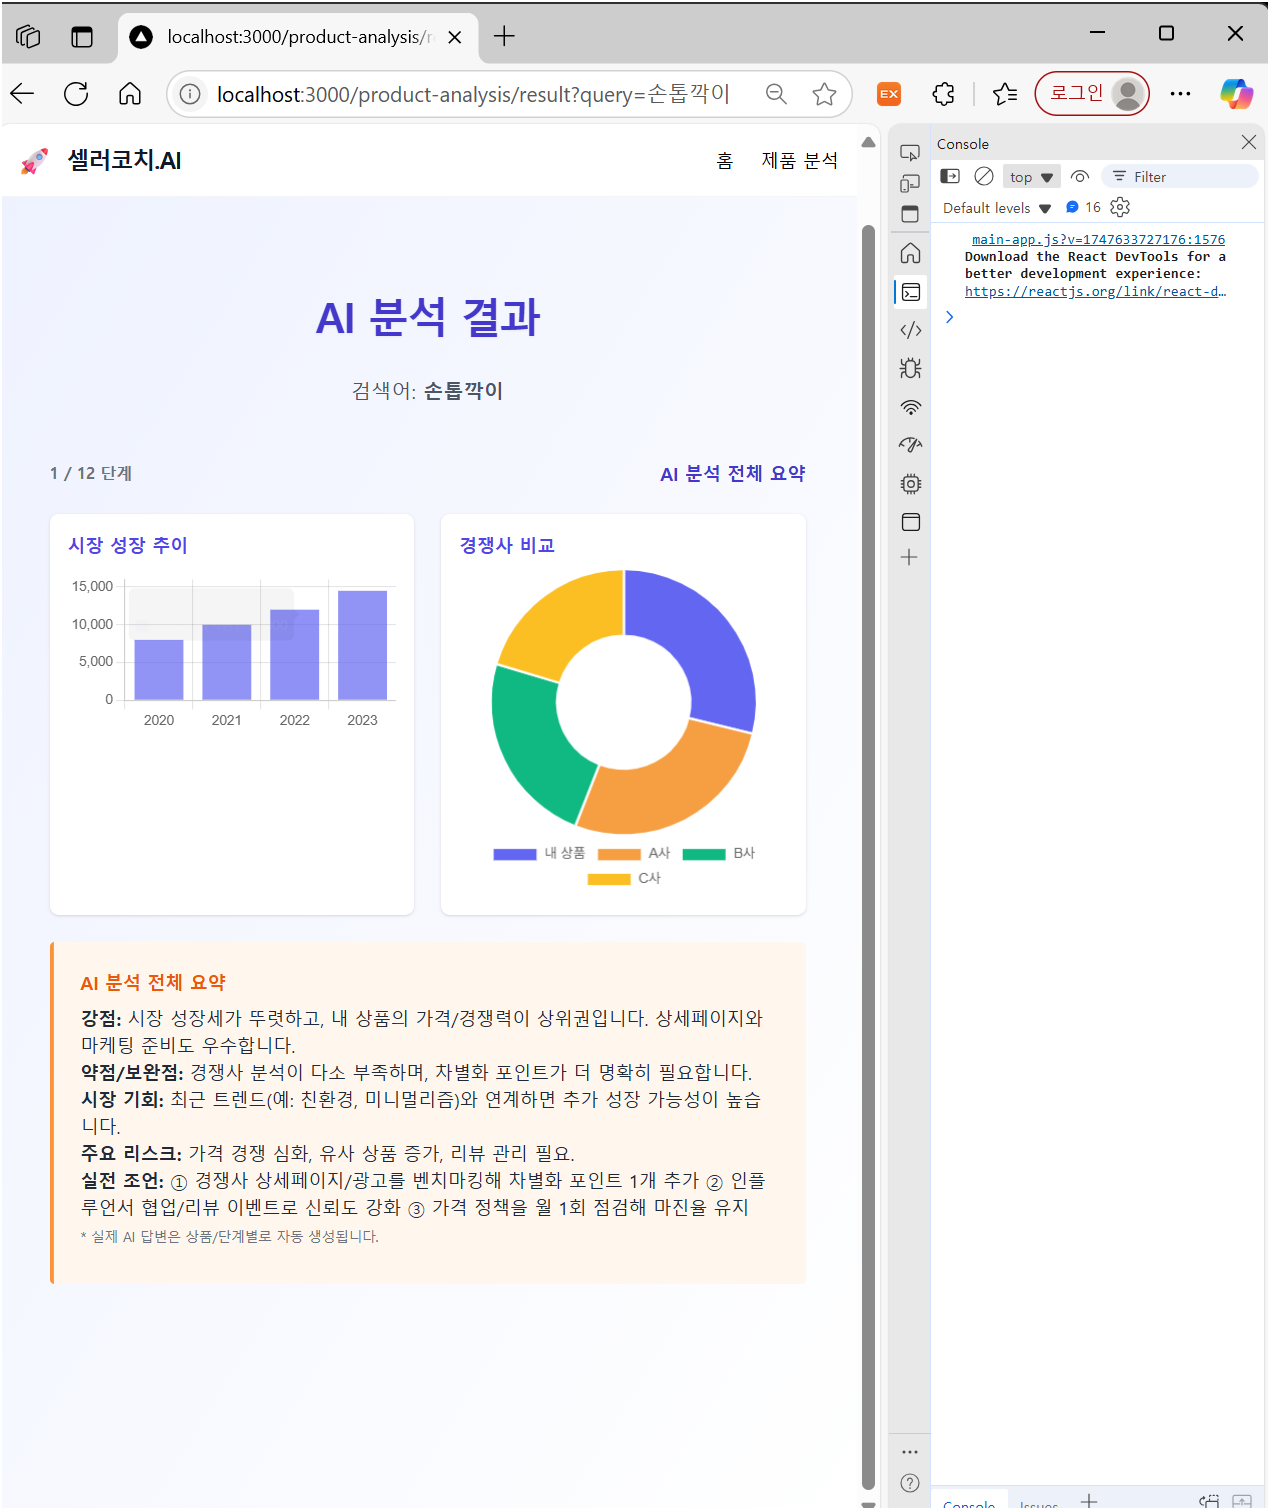 localhost:3000/product-analysis/r
localhost:3000/product-analysis/result?query=손톱깍이
EX
로그인
🚀 셀러코치.AI
홈
제품 분석
AI 분석 결과
검색어: 손톱깍이
1 / 12 단계
AI 분석 전체 요약
시장 성장 추이
15,000
10,000
5,000
0
2020
2021
2022
2023
경쟁사 비교
내 상품
A사
B사
C사
AI 분석 전체 요약
강점: 시장 성장세가 뚜렷하고, 내 상품의 가격/경쟁력이 상위권입니다. 상세페이지와
마케팅 준비도 우수합니다.
약점/보완점: 경쟁사 분석이 다소 부족하며, 차별화 포인트가 더 명확히 필요합니다.
시장 기회: 최근 트렌드(예: 친환경, 미니멀리즘)와 연계하면 추가 성장 가능성이 높습
니다.
주요 리스크: 가격 경쟁 심화, 유사 상품 증가, 리뷰 관리 필요.
실전 조언: ① 경쟁사 상세페이지/광고를 벤치마킹해 차별화 포인트 1개 추가 ② 인플
루언서 협업/리뷰 이벤트로 신뢰도 강화 ③ 가격 정책을 월 1회 점검해 마진율 유지
* 실제 AI 답변은 상품/단계별로 자동 생성됩니다.
Console
top
Filter
Default levels
16
main-app.js?v=1747633727176:1576
Download the React DevTools for a
better development experience:
https://reactjs.org/link/react-d…
Console
Issues